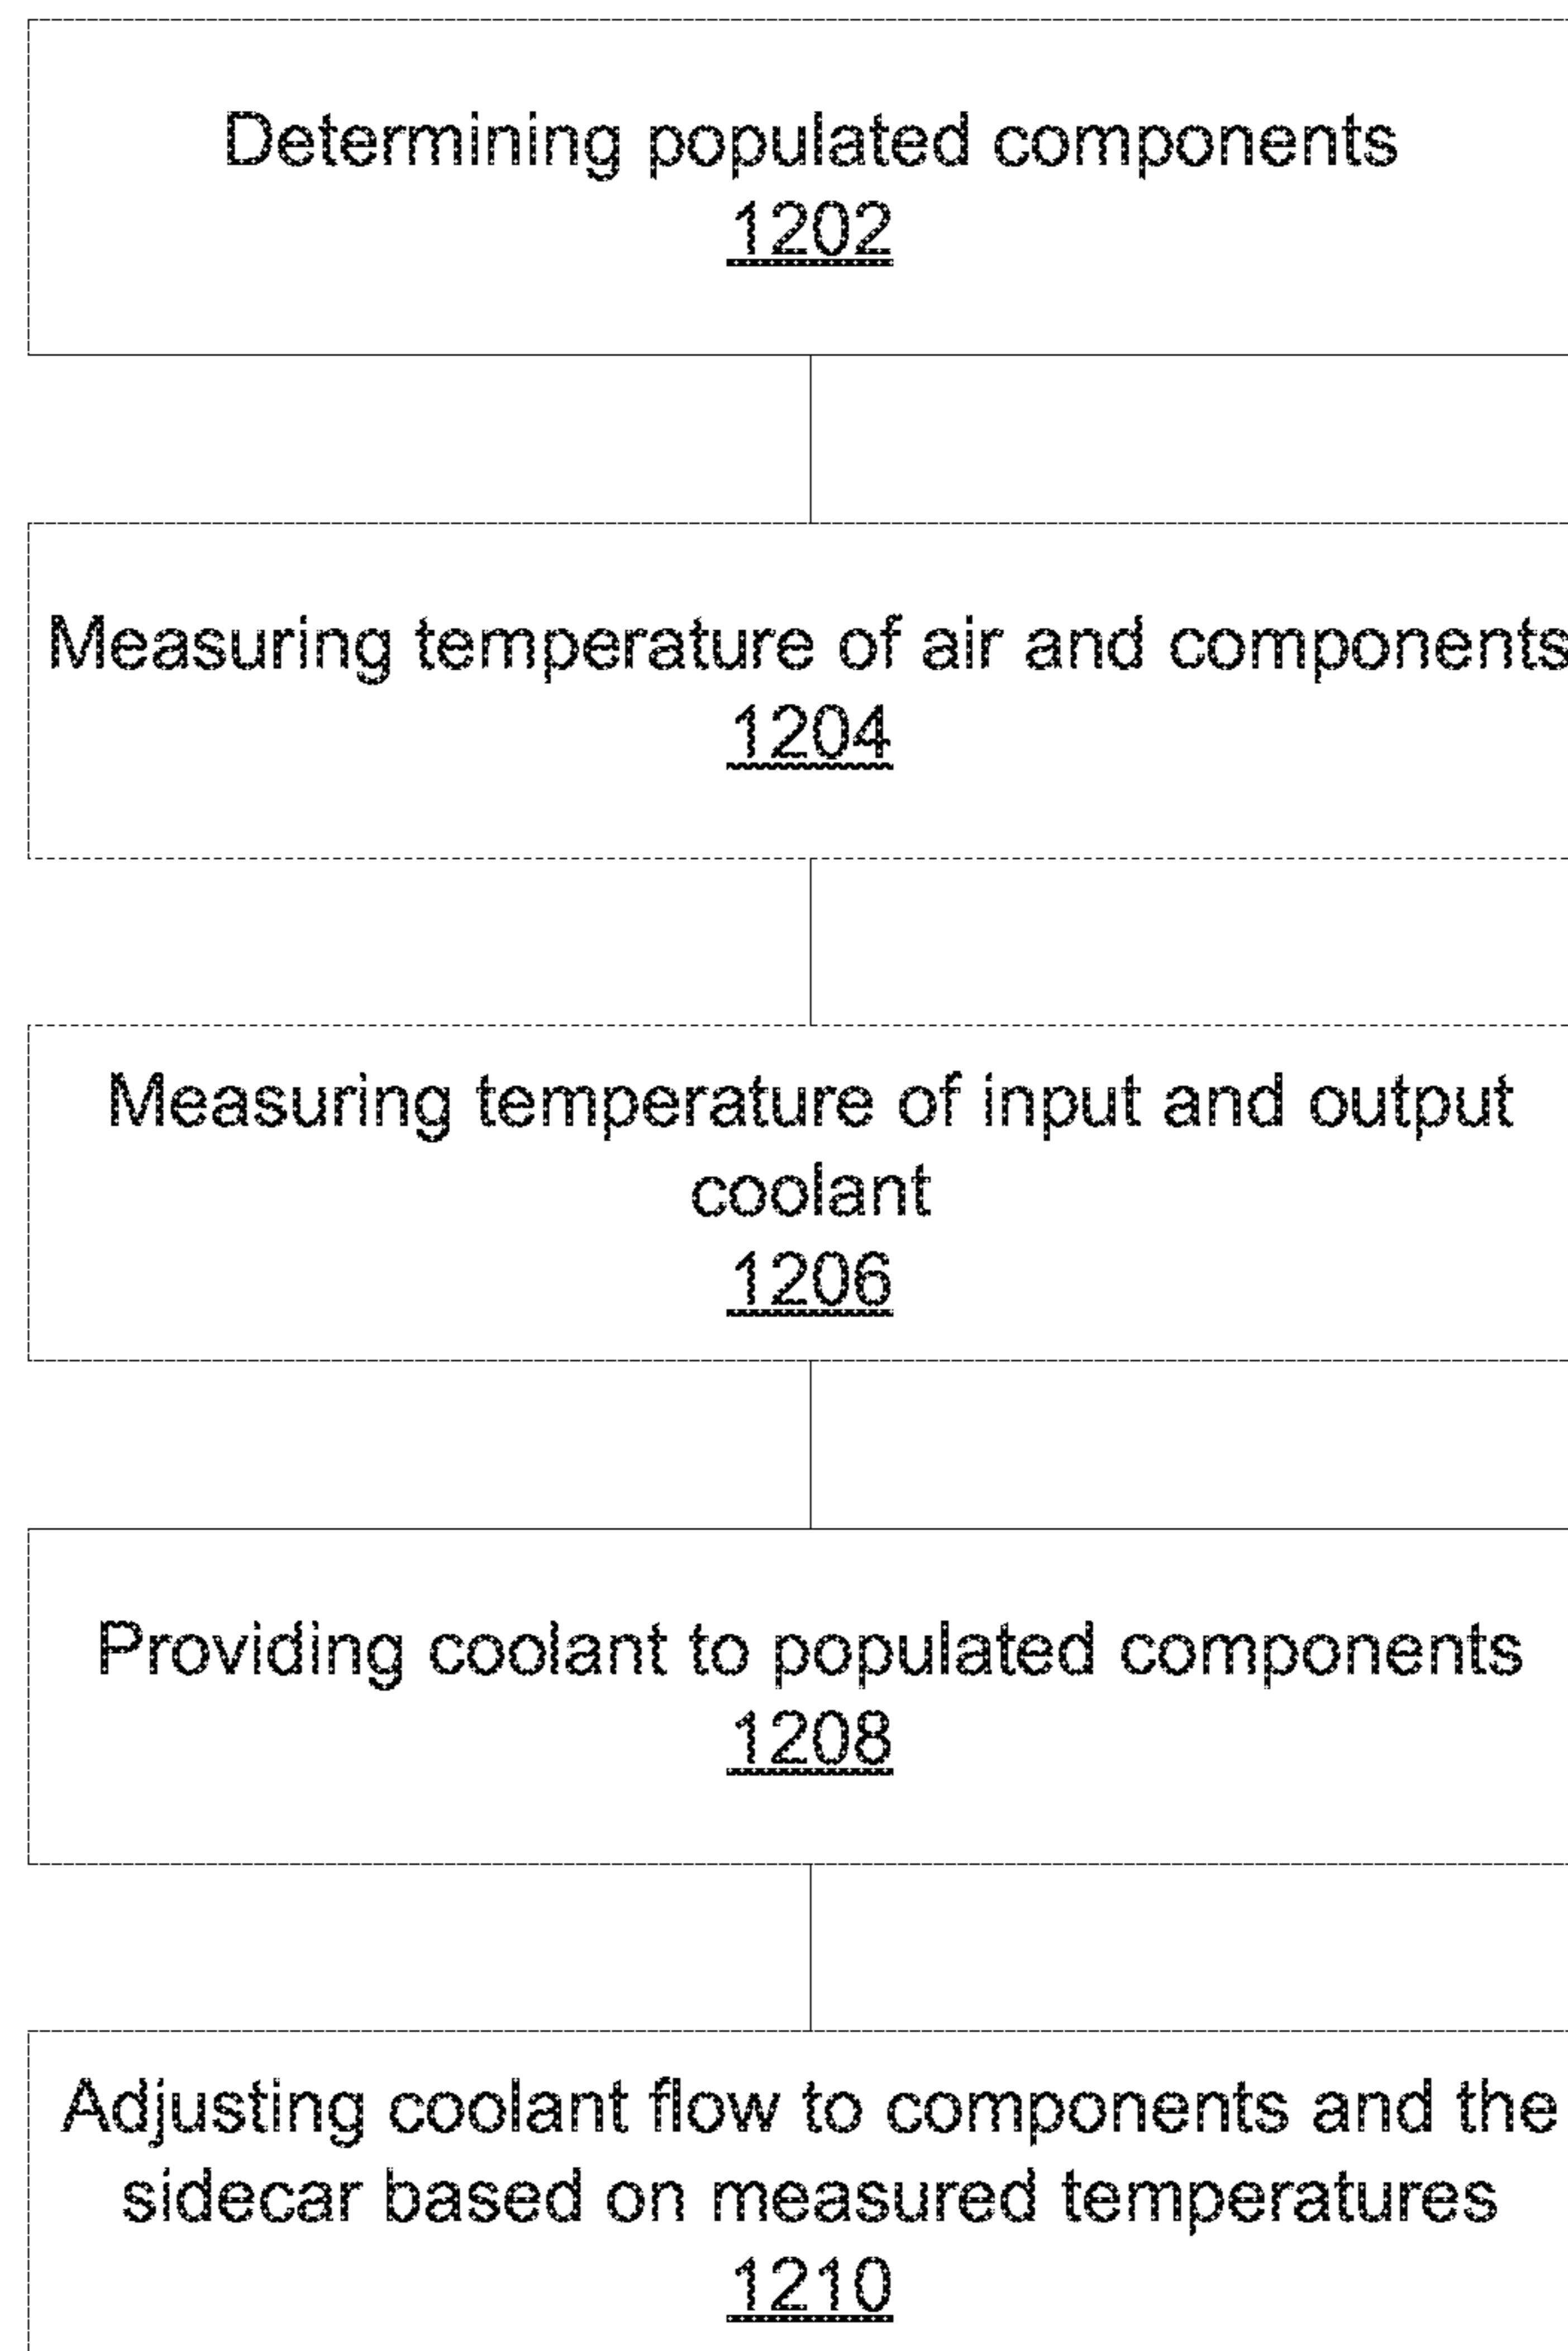 Determining populated components
1202
Measuring temperature of air and components
1204
Measuring temperature of input and output
coolant
1206
Providing coolant to populated components
1208
Adjusting coolant flow to components and the
sidecar based on measured temperatures
1210